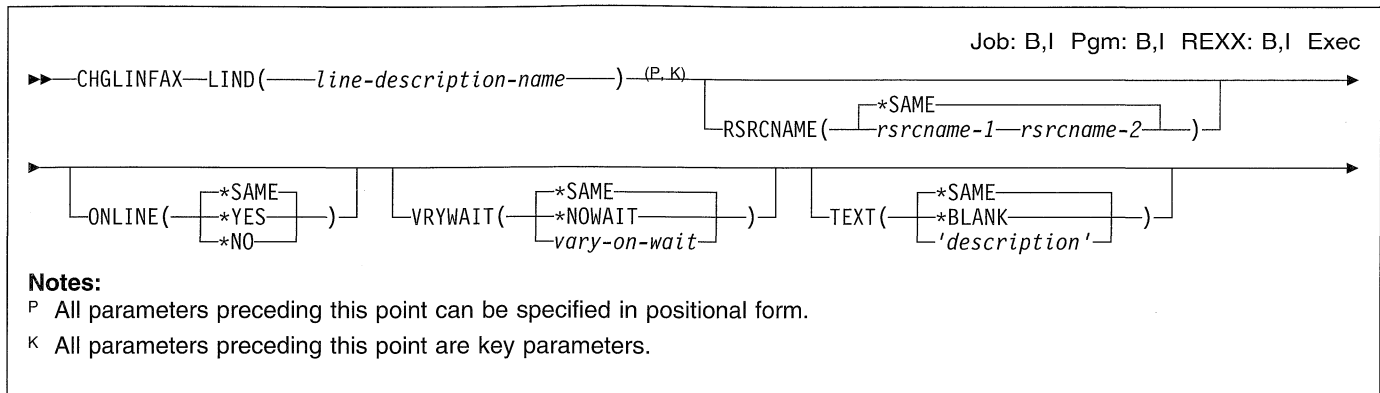 Job: B,I Pgm: B,I REXX: B,I Exec
CHGLINFAX LIND( line-description-name ) (P, K)
RSRCNAME( *SAME )
rsrcname-1 rsrcname-2
ONLINE( *SAME )
*YES
*NO
VRYWAIT( *SAME )
*NOWAIT
vary-on-wait
TEXT( *SAME )
*BLANK
'description'
Notes:
P All parameters preceding this point can be specified in positional form.
K All parameters preceding this point are key parameters.